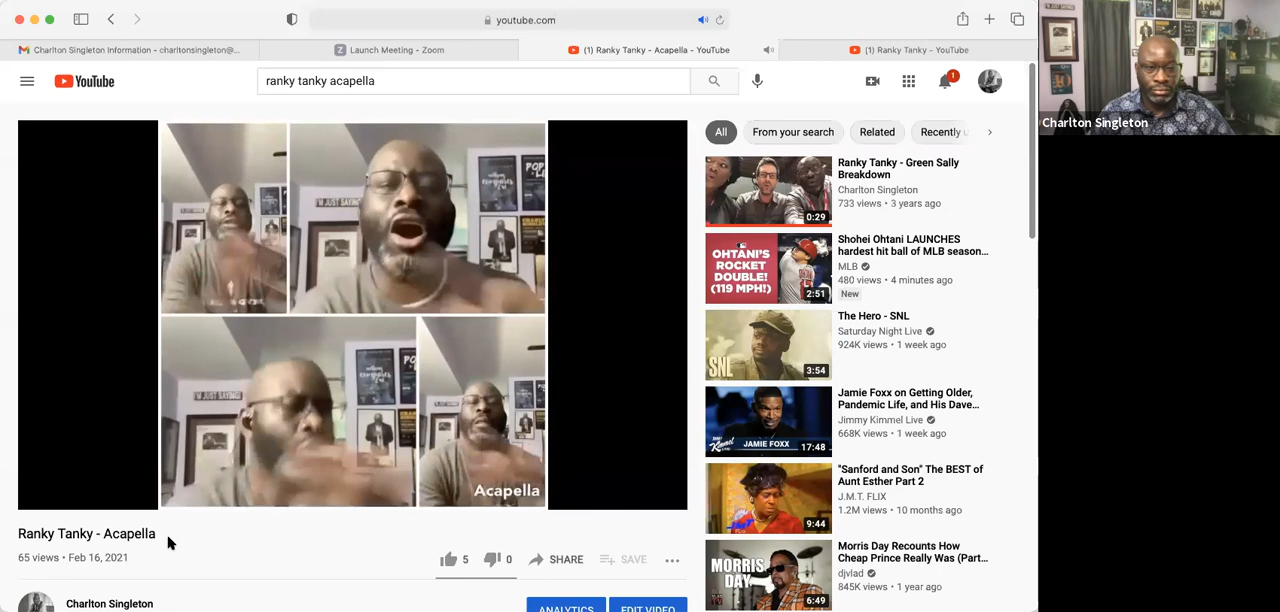 youtube.com
Charlton Singleton Information - charltonsingleton@...
Launch Meeting - Zoom
(1) Ranky Tanky - Acapella - YouTube
(1) Ranky Tanky - YouTube
YouTube
ranky tanky acapella
1
Charlton Singleton
I'M JUST SAYING!
Acapella
All
From your search
Related
Recently u
Ranky Tanky - Green Sally
Breakdown
Charlton Singleton
733 views • 3 years ago
0:29
Shohei Ohtani LAUNCHES
hardest hit ball of MLB season...
MLB
480 views • 4 minutes ago
New
OHTANI'S
ROCKET
DOUBLE!
(119 MPH!)
2:51
The Hero - SNL
Saturday Night Live
924K views • 1 week ago
SNL
3:54
Jamie Foxx on Getting Older,
Pandemic Life, and His Dave...
Jimmy Kimmel Live
668K views • 1 week ago
JAMIE FOXX
17:48
"Sanford and Son" The BEST of
Aunt Esther Part 2
J.M.T. FLIX
1.2M views • 10 months ago
9:44
Morris Day Recounts How
Cheap Prince Really Was (Part...
djvlad
845K views • 1 year ago
MORRIS
DAY
6:49
Ranky Tanky - Acapella
65 views • Feb 16, 2021
5
0
SHARE
SAVE
Charlton Singleton
ANALYTICS
EDIT VIDEO